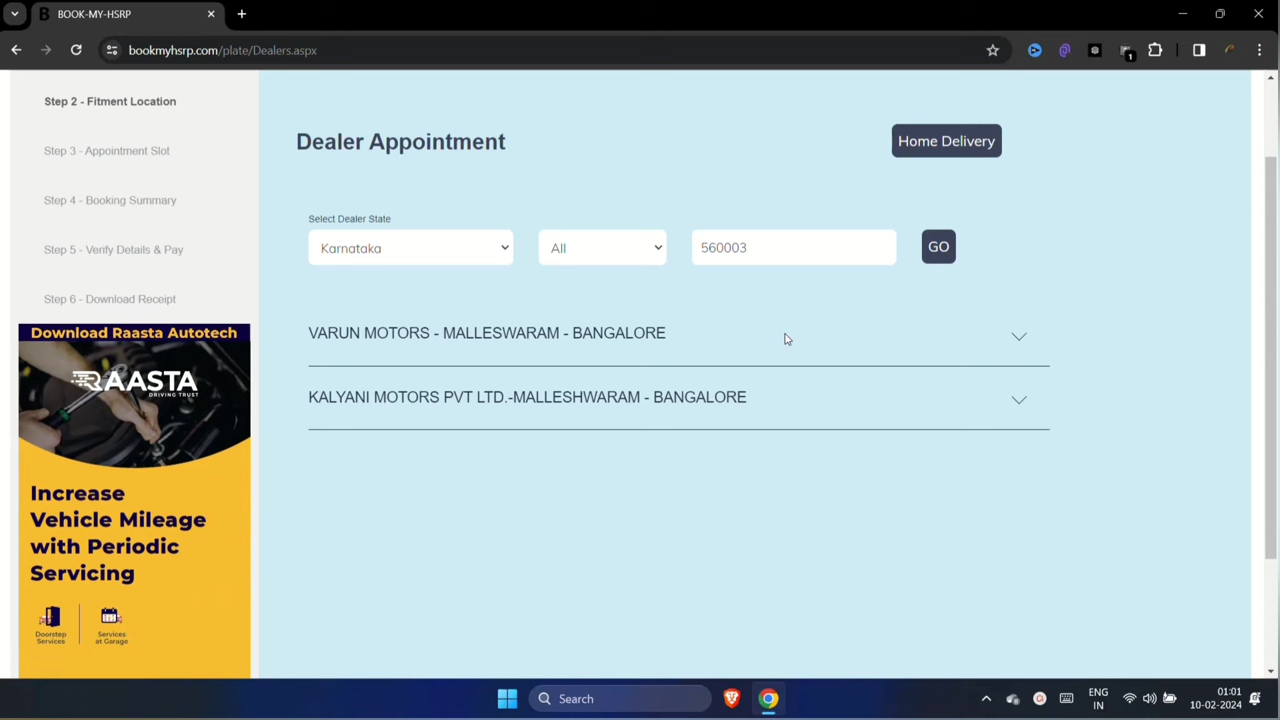 BOOK-MY-HSRP
bookmyhsrp.com/plate/Dealers.aspx
1
Step 2 - Fitment Location
Step 3 - Appointment Slot
Step 4 - Booking Summary
Step 5 - Verify Details & Pay
Step 6 - Download Receipt
Dealer Appointment
Home Delivery
Select Dealer State
Karnataka
All
560003
GO
VARUN MOTORS - MALLESWARAM - BANGALORE
KALYANI MOTORS PVT LTD.-MALLESHWARAM - BANGALORE
Download Raasta Autotech
RAASTA
DRIVING TRUST
Increase
Vehicle Mileage
with Periodic
Servicing
Doorstep
Services
Services
at Garage
Search
ENG
IN
01:01
10-02-2024